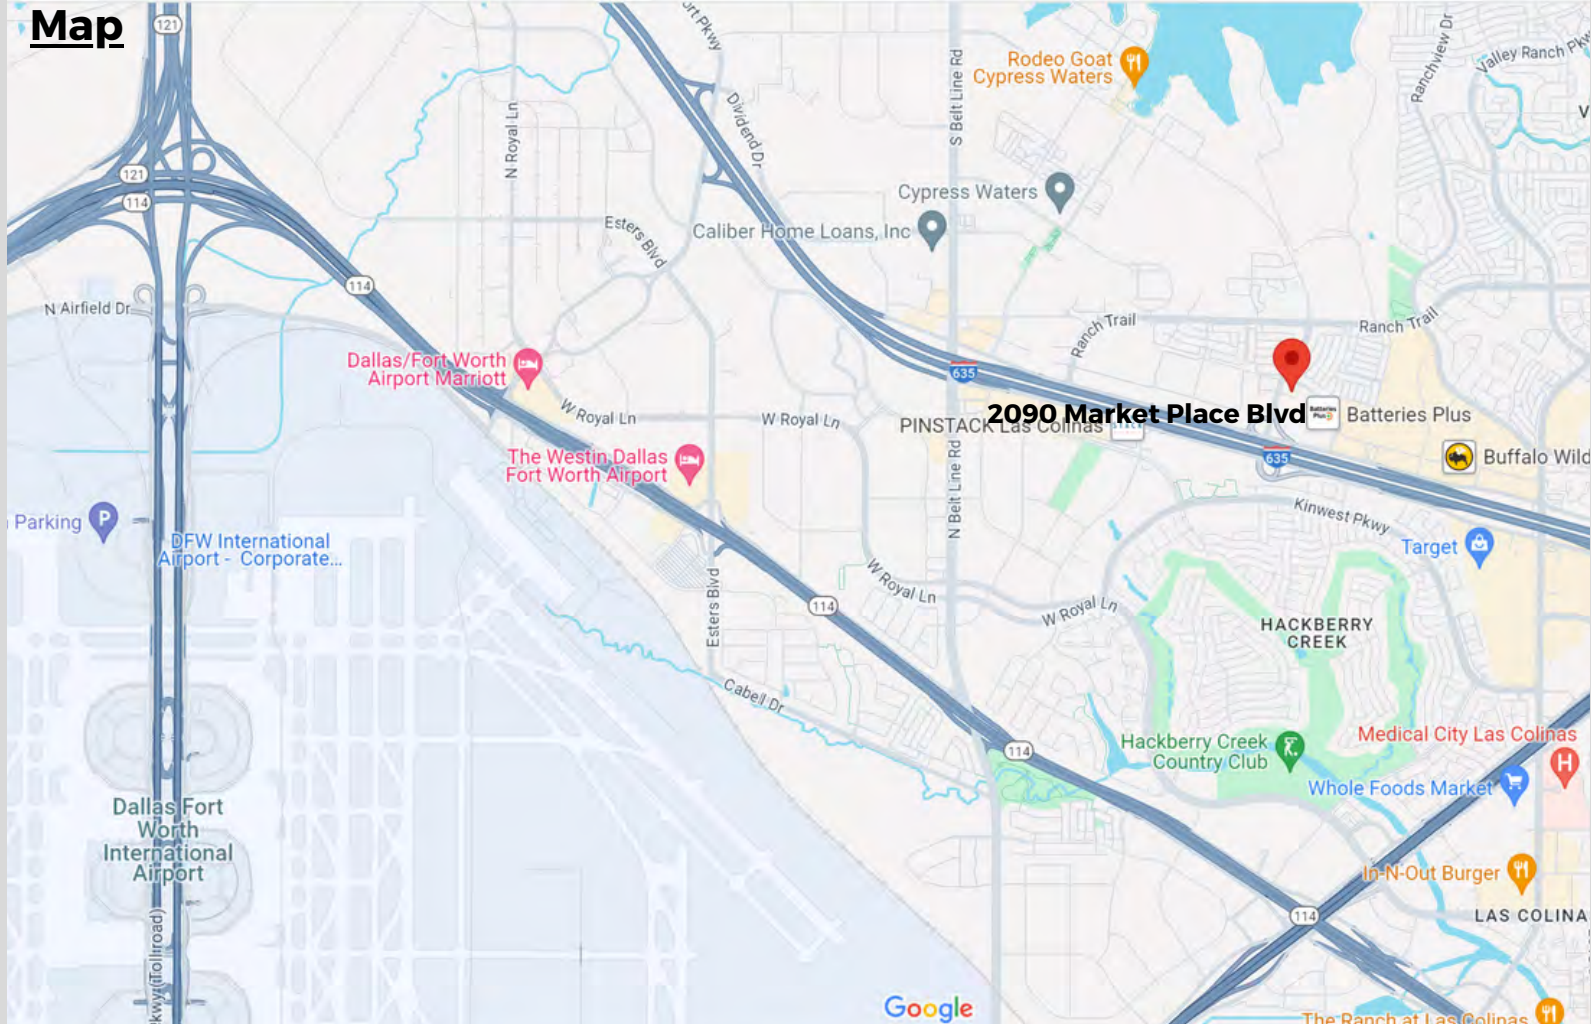 Map
121
Rodeo Goat
Cypress Waters
Ranchview Dr
Valley Ranch Pkw
Dividend Dr
S Belt Line Rd
N Royal Ln
121
114
Cypress Waters
Esters Blvd
Caliber Home Loans, Inc
114
N Airfield Dr
Ranch Trail
Ranch Trail
Dallas/Fort Worth
Airport Marriott
635
2090 Market Place Blvd
Batteries Plus
PINSTACK Las Colinas
W Royal Ln
W Royal Ln
The Westin Dallas
Fort Worth Airport
635
Buffalo Wild
N Belt Line Rd
Kinwest Pkwy
Parking
P
DFW International
Airport - Corporate...
Target
W Royal Ln
W Royal Ln
114
Esters Blvd
HACKBERRY
CREEK
Cabell Dr
114
Hackberry Creek
Country Club
Medical City Las Colinas
H
Whole Foods Market
Dallas Fort
Worth
International
Airport
In-N-Out Burger
114
LAS COLINA
kwy (Tollroad)
Google
The Ranch at Las Colinas